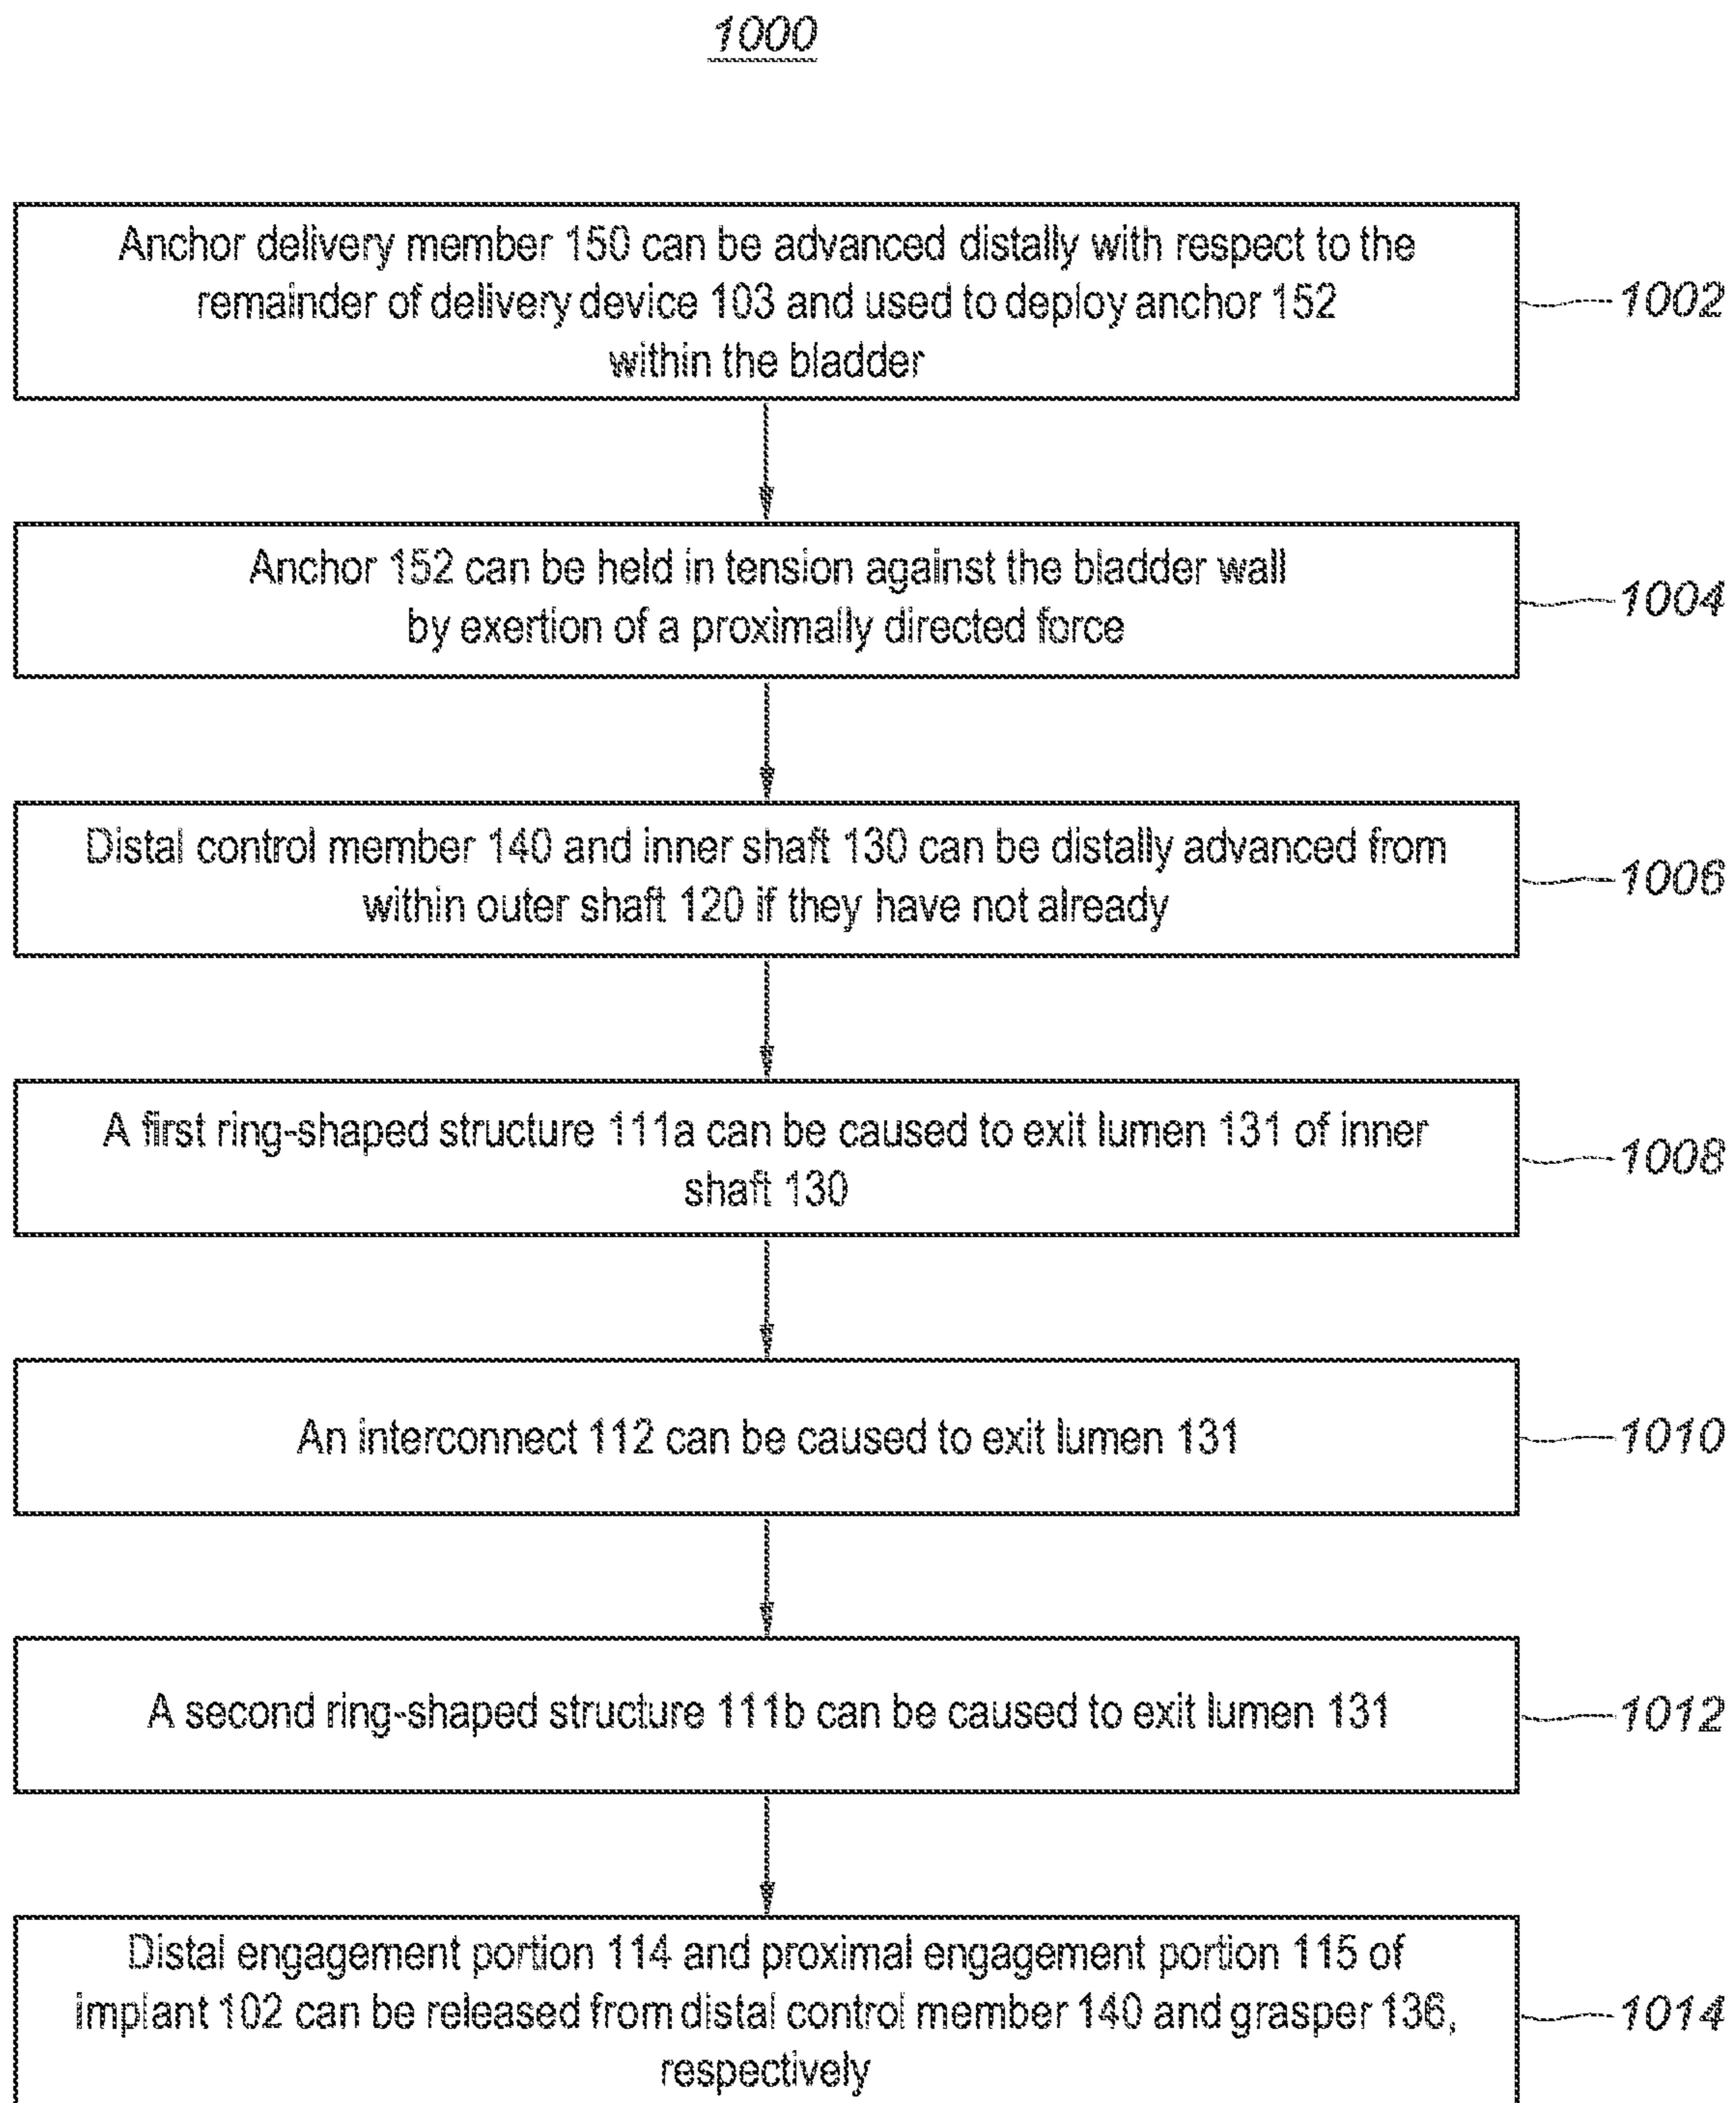 1000
Anchor delivery member 150 can be advanced distally with respect to the
remainder of delivery device 103 and used to deploy anchor 152
within the bladder
1002
Anchor 152 can be held in tension against the bladder wall
by exertion of a proximally directed force
1004
Distal control member 140 and inner shaft 130 can be distally advanced from
within outer shaft 120 if they have not already
1006
A first ring-shaped structure 111a can be caused to exit lumen 131 of inner
shaft 130
1008
An interconnect 112 can be caused to exit lumen 131
1010
A second ring-shaped structure 111b can be caused to exit lumen 131
1012
Distal engagement portion 114 and proximal engagement portion 115 of
implant 102 can be released from distal control member 140 and grasper 136,
respectively
1014